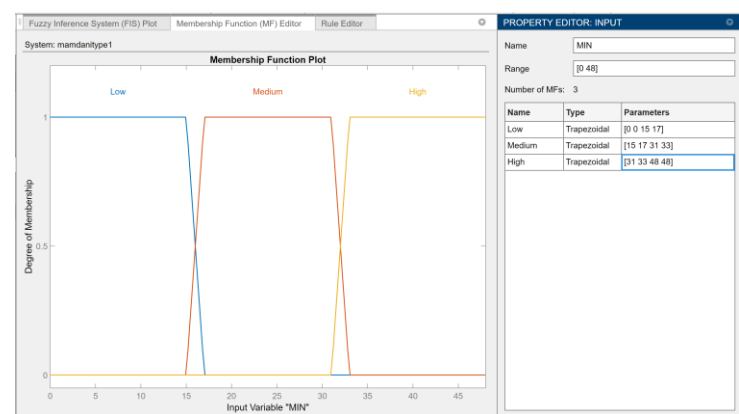 Fuzzy Inference System (FIS) Plot Membership Function (MF) Editor Rule Editor
System: mamdanitype1
Membership Function Plot
Low Medium High
1
0.5
0
Degree of Membership
0 5 10 15 20 25 30 35 40 45
Input Variable "MIN"
PROPERTY EDITOR: INPUT
Name MIN
Range [0 48]
Number of MFs: 3
Name Type Parameters
Low Trapezoidal [0 0 15 17]
Medium Trapezoidal [15 17 31 33]
High Trapezoidal [31 33 48 48]